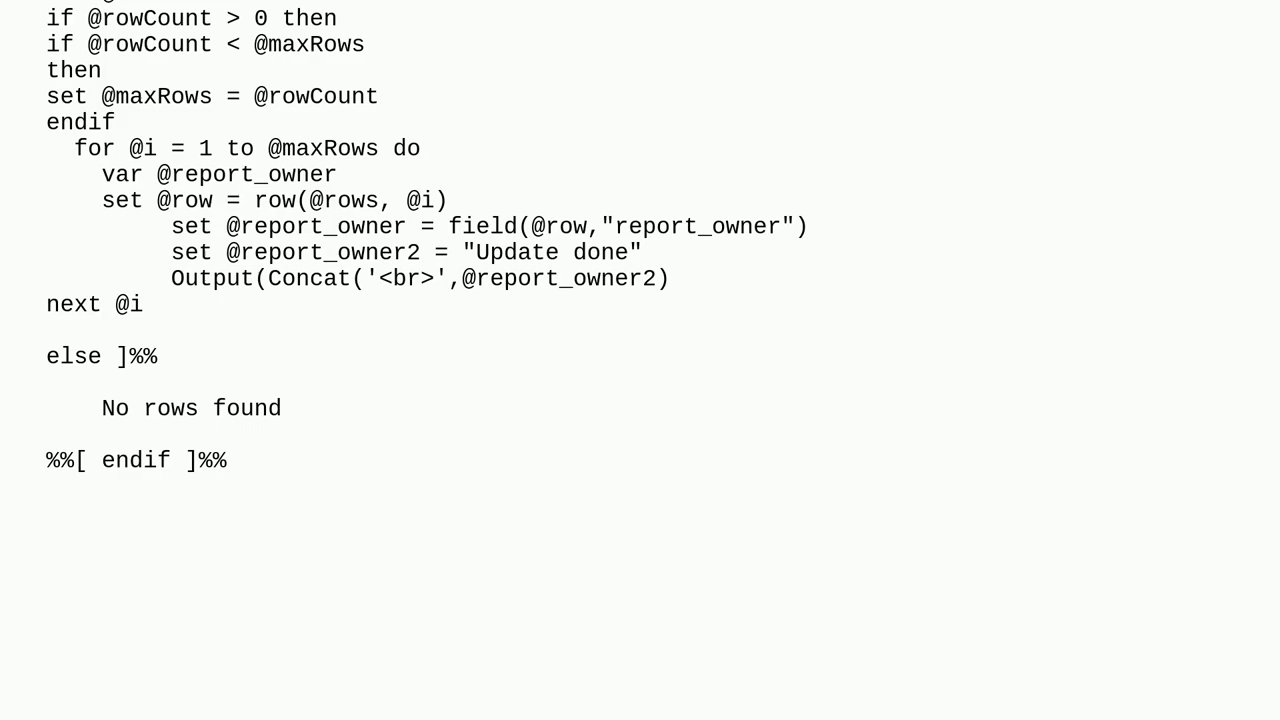 if @rowCount > 0 then
if @rowCount < @maxRows
then
set @maxRows = @rowCount
endif
for @i = 1 to @maxRows do
var @report_owner
set @row = row(@rows, @i)
set @report_owner = field(@row,"report_owner")
set @report_owner2 = "Update done"
Output(Concat('<br>',@report_owner2)
next @i
else ]%%
No rows found
%%[ endif ]%%